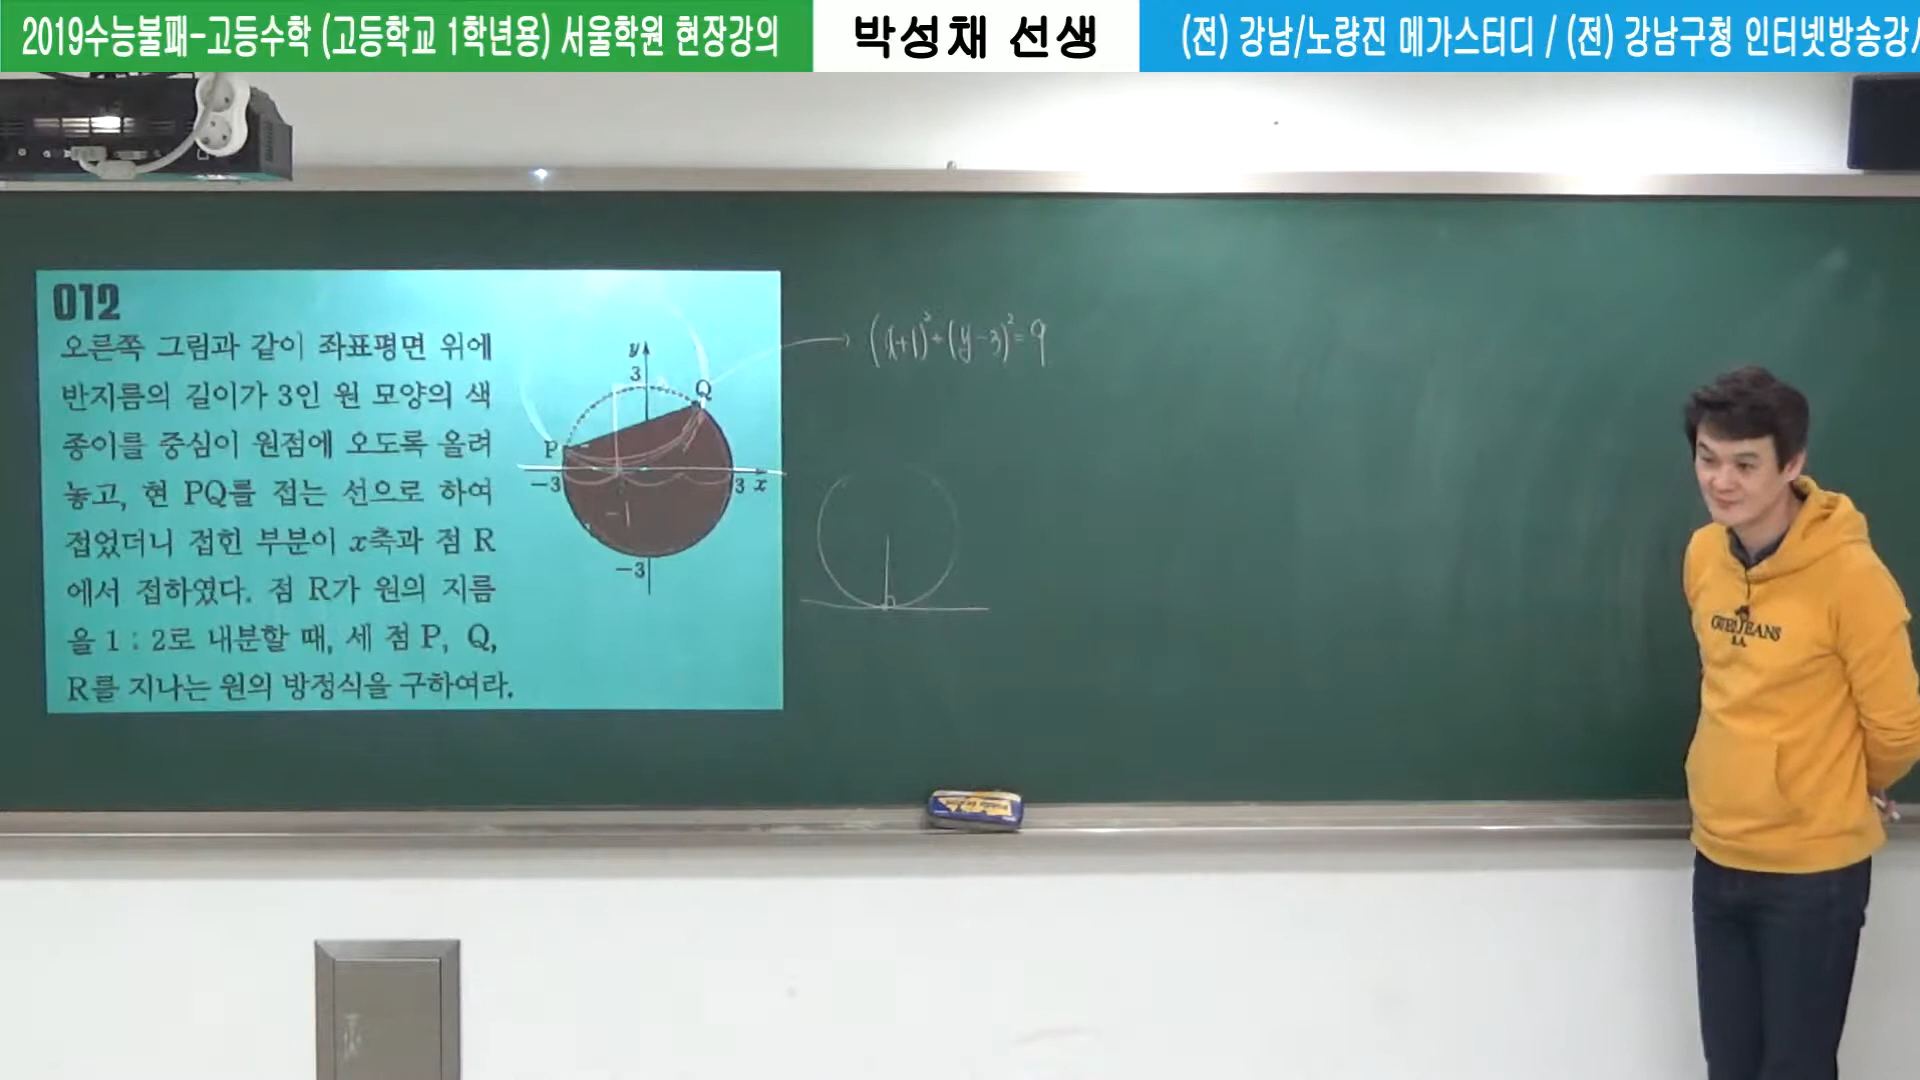 2019수능불패-고등수학 (고등학교 1학년용) 서울학원 현장강의
박성채 선생
(전) 강남/노량진 메가스터디 / (전) 강남구청 인터넷방송강사
012
오른쪽 그림과 같이 좌표평면 위에
반지름의 길이가 3인 원 모양의 색
종이를 중심이 원점에 오도록 올려
놓고, 현 PQ를 접는 선으로 하여
접었더니 접힌 부분이 x축과 점 R
에서 접하였다. 점 R가 원의 지름
을 1 : 2로 내분할 때, 세 점 P, Q,
R를 지나는 원의 방정식을 구하여라.
y
3
Q
P
-3
3 x
-1
-3
(x+1)²+(y-3)²=9
GUESS JEANS